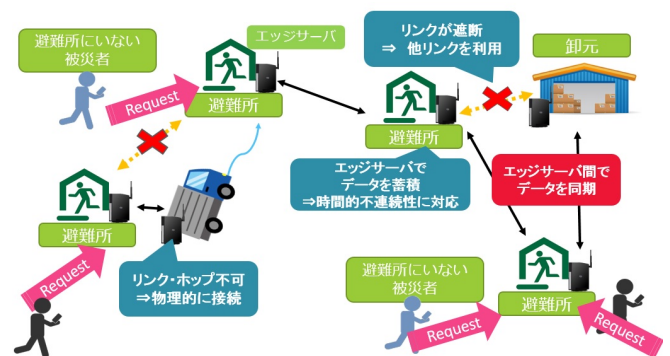 避難所にいない
被災者
Request
避難所
エッジサーバ
リンクが遮断
⇒ 他リンクを利用
卸元
避難所
エッジサーバで
データを蓄積
⇒時間的不連続性に対応
エッジサーバ間で
データを同期
避難所
Request
リンク・ホップ不可
⇒物理的に接続
避難所にいない
被災者
Request
避難所
Request